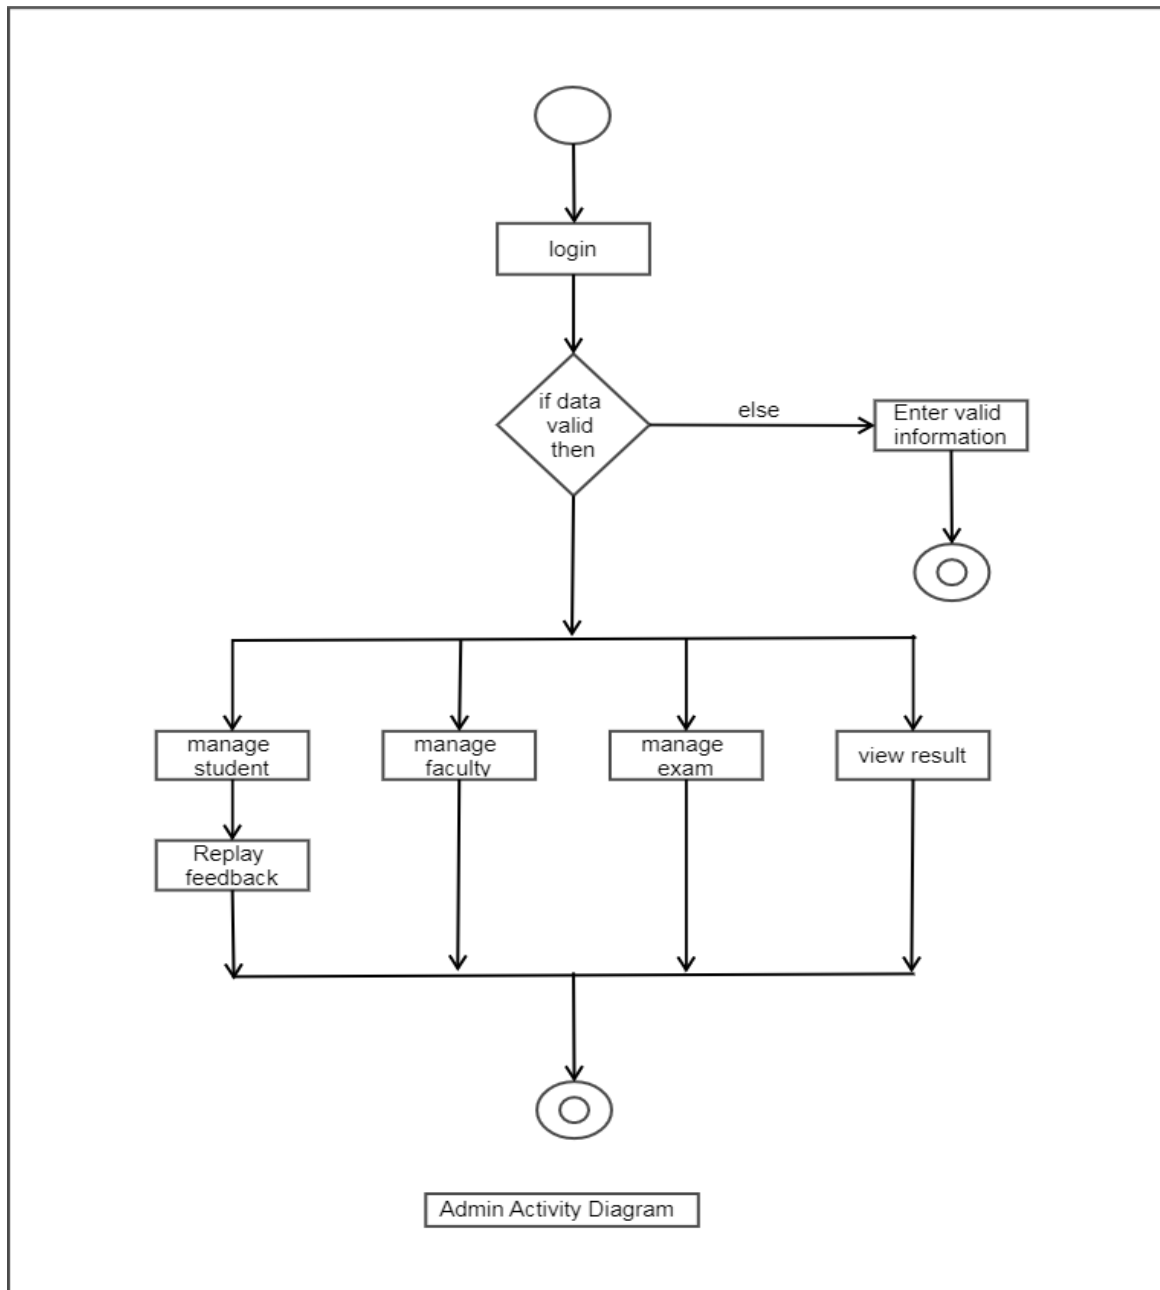 login
if data
valid
then
else
Enter valid
information
manage
student
manage
faculty
manage
exam
view result
Replay
feedback
Admin Activity Diagram